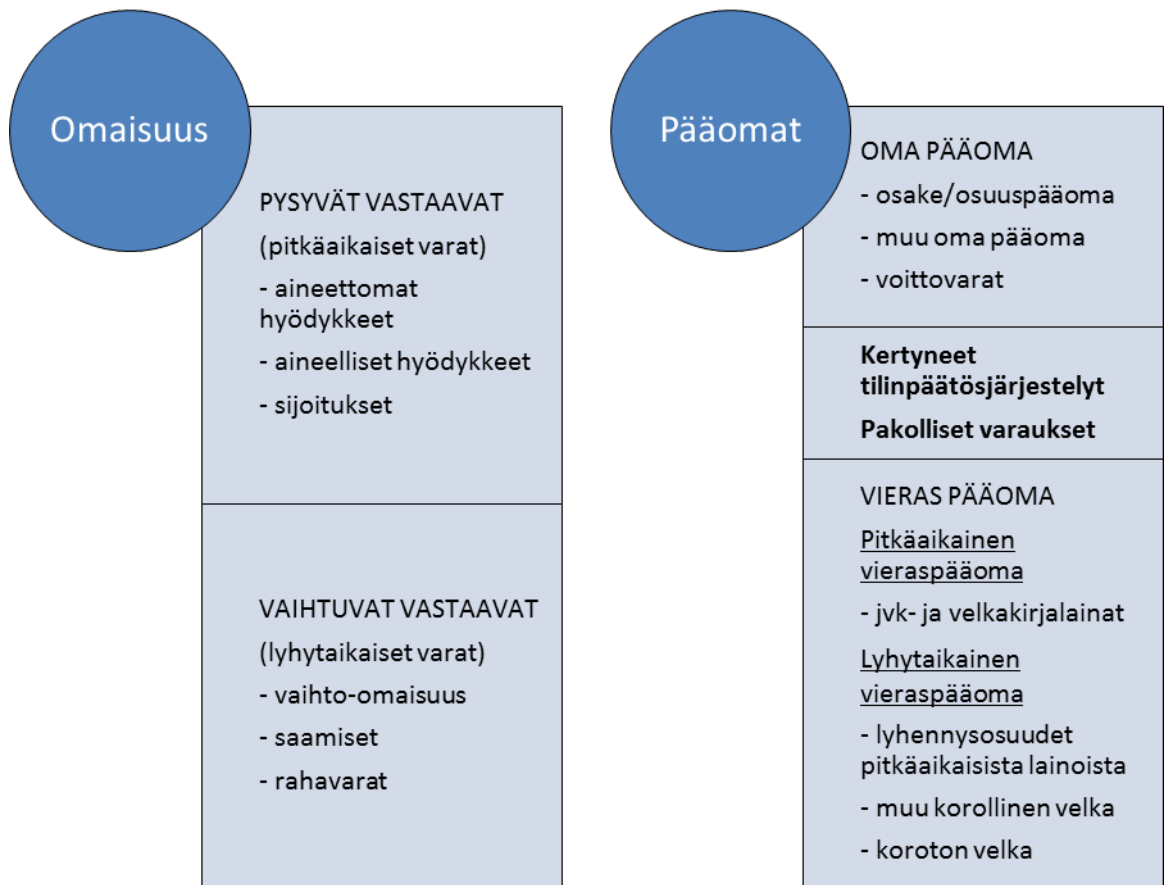 Omaisuus
PYSYVÄT VASTAAVAT
(pitkäaikaiset varat)
- aineettomat
hyödykkeet
- aineelliset hyödykkeet
- sijoitukset
VAIHTUVAT VASTAAVAT
(lyhytaikaiset varat)
- vaihto-omaisuus
- saamiset
- rahavarat
Pääomat
OMA PÄÄOMA
- osake/osuuspääoma
- muu oma pääoma
- voittovarat
Kertyneet
tilinpäätösjärjestelyt
Pakolliset varaukset
VIERAS PÄÄOMA
Pitkäaikainen
vieraspääoma
- jvk- ja velkakirjalainat
Lyhytaikainen
vieraspääoma
- lyhennysosuudet
pitkäaikaisista lainoista
- muu korollinen velka
- koroton velka